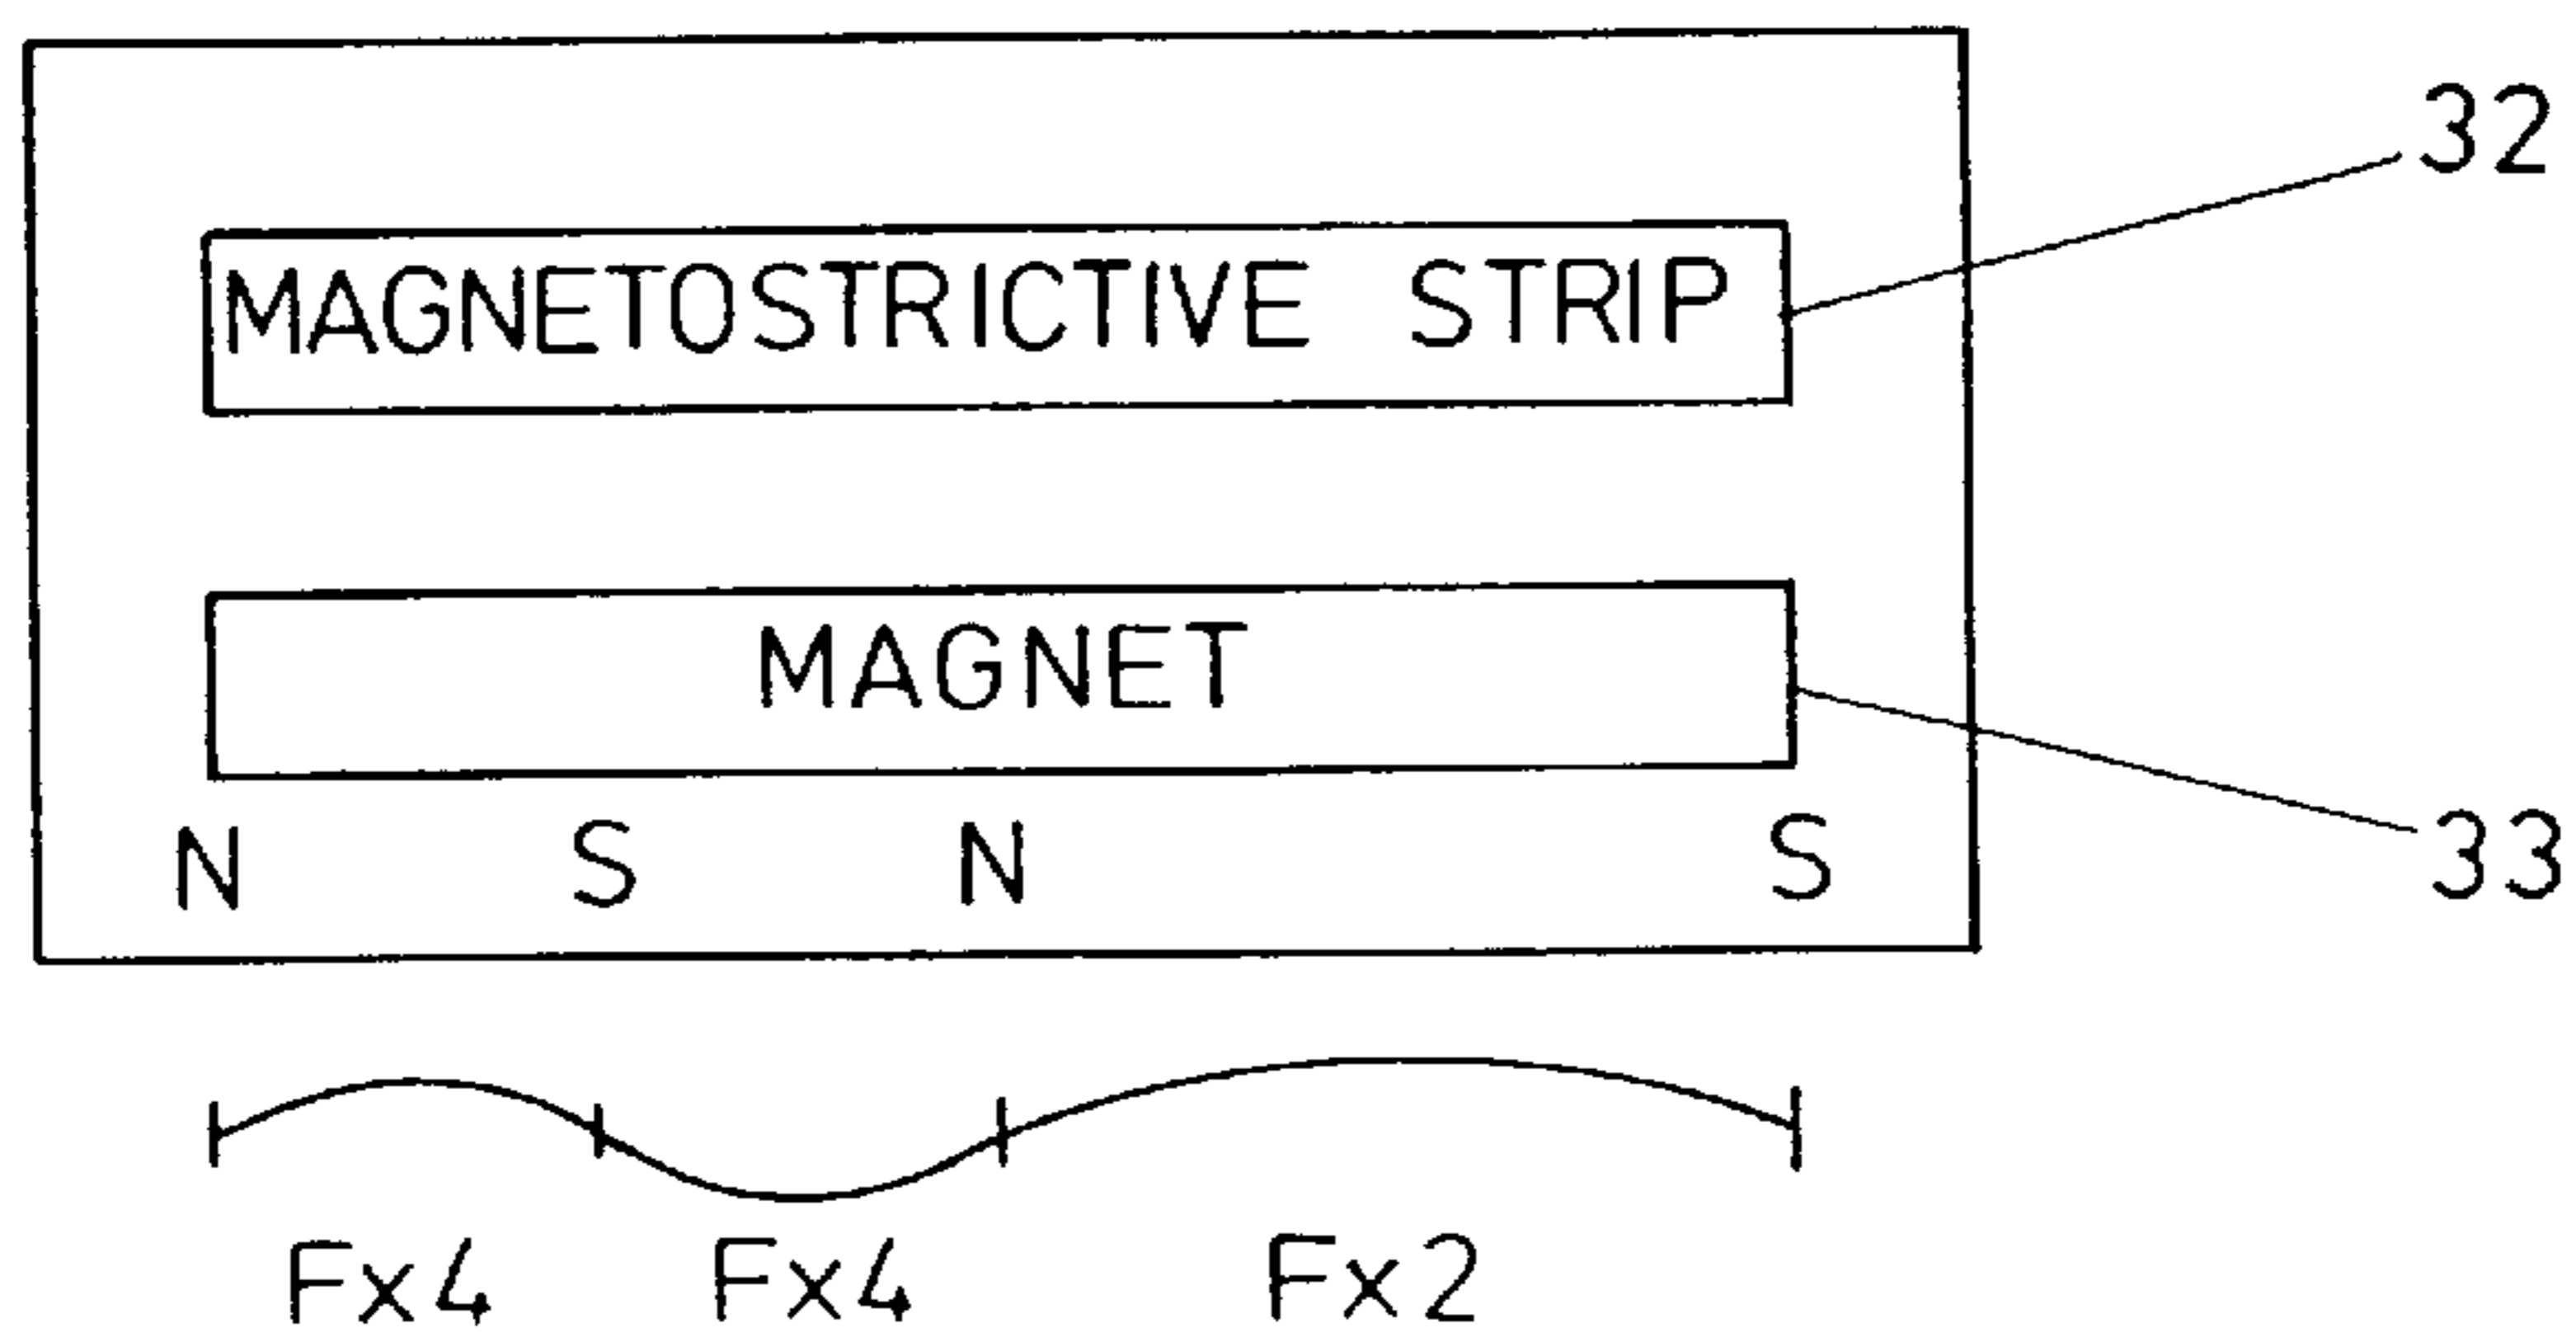 32
MAGNETOSTRICTIVE STRIP
MAGNET
N S N S
33
Fx4 Fx4 Fx2